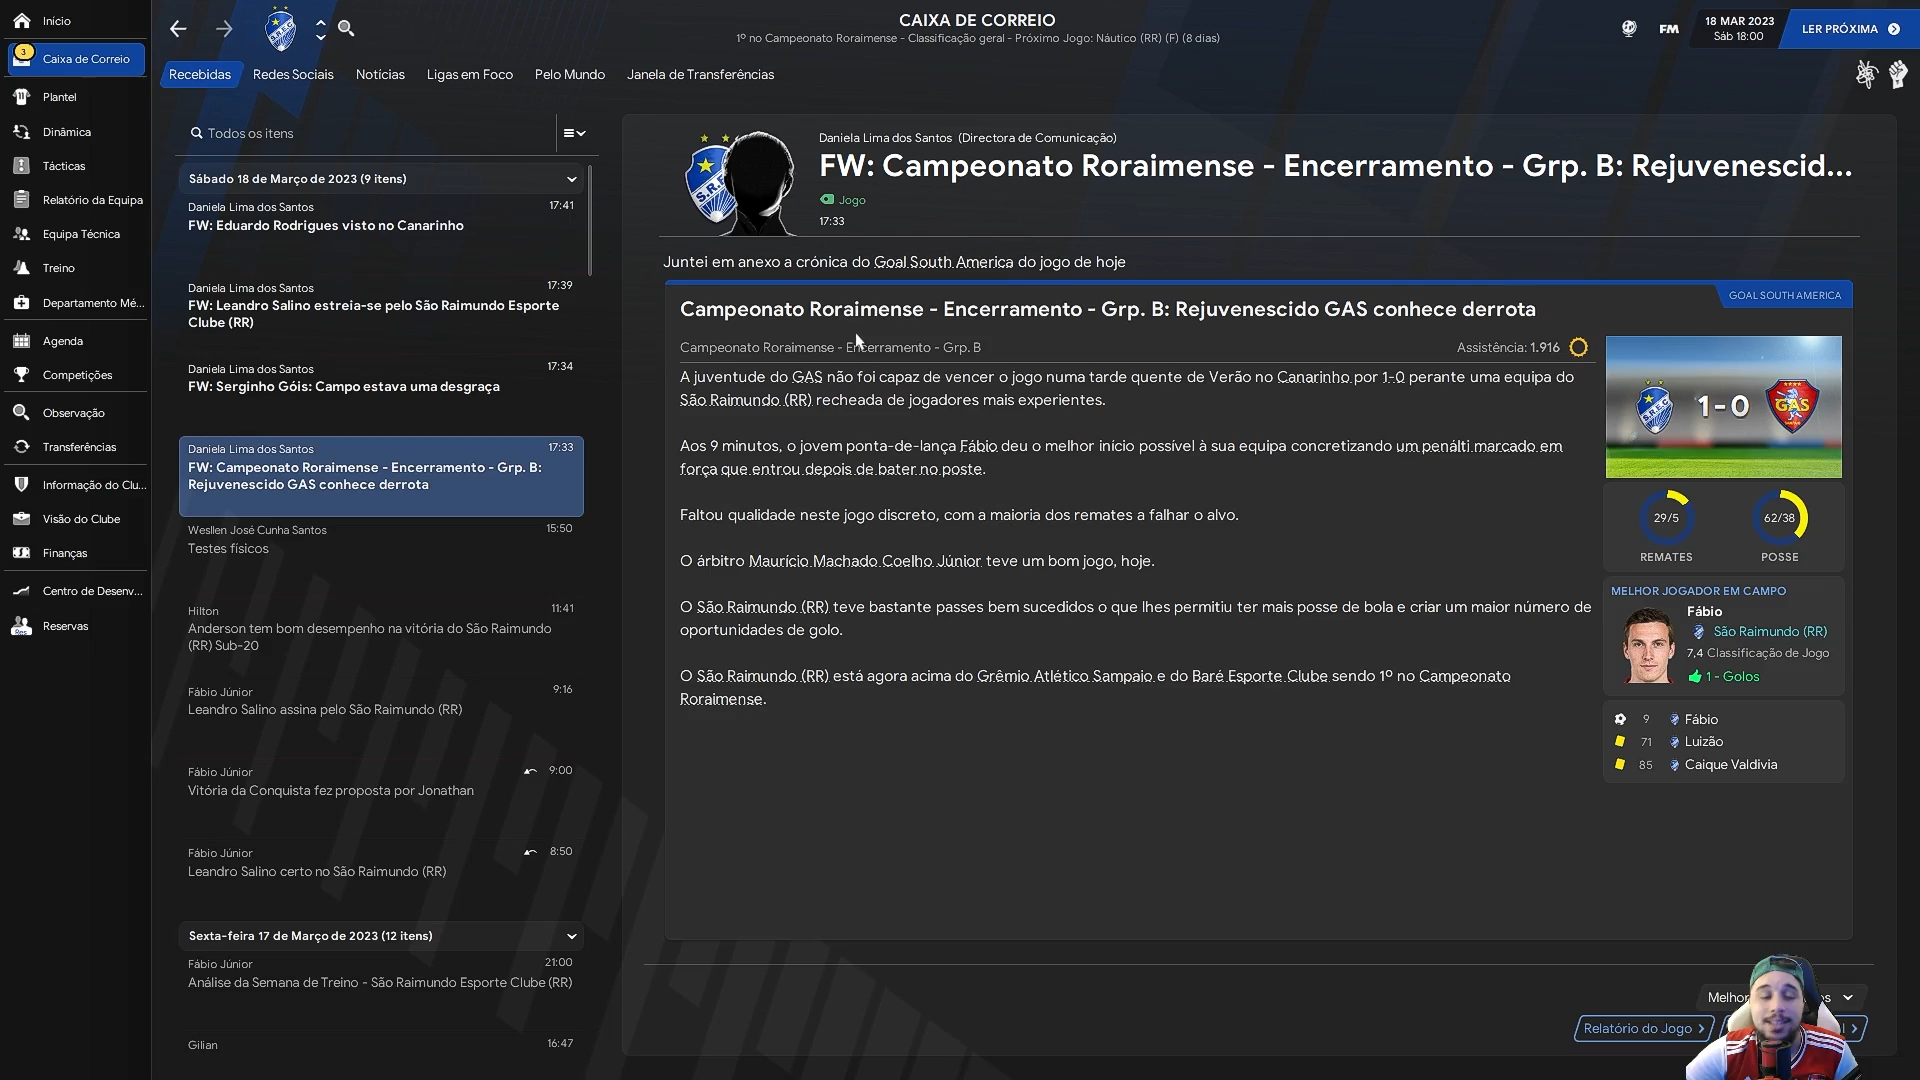 Início
3
Caixa de Correio
Plantel
Dinâmica
Tácticas
Relatório da Equipa
Equipa Técnica
Treino
Departamento Mé...
Agenda
Competições
Observação
Transferências
Informação do Clu...
Visão do Clube
Finanças
Centro de Desenv...
Res
Reservas
CAIXA DE CORREIO
1º no Campeonato Roraimense - Classificação geral - Próximo Jogo: Náutico (RR) (F) (8 dias)
FM
18 MAR 2023
Sáb 18:00
LER PRÓXIMA
Recebidas
Redes Sociais
Notícias
Ligas em Foco
Pelo Mundo
Janela de Transferências
Todos os itens
Sábado 18 de Março de 2023 (9 itens)
Daniela Lima dos Santos 17:41
FW: Eduardo Rodrigues visto no Canarinho
Daniela Lima dos Santos 17:39
FW: Leandro Salino estreia-se pelo São Raimundo Esporte
Clube (RR)
Daniela Lima dos Santos 17:34
FW: Serginho Góis: Campo estava uma desgraça
Daniela Lima dos Santos 17:33
FW: Campeonato Roraimense - Encerramento - Grp. B:
Rejuvenescido GAS conhece derrota
Wesllen José Cunha Santos 15:50
Testes físicos
Hilton 11:41
Anderson tem bom desempenho na vitória do São Raimundo
(RR) Sub-20
Fábio Júnior 9:16
Leandro Salino assina pelo São Raimundo (RR)
Fábio Júnior 9:00
Vitória da Conquista fez proposta por Jonathan
Fábio Júnior 8:50
Leandro Salino certo no São Raimundo (RR)
Sexta-feira 17 de Março de 2023 (12 itens)
Fábio Júnior 21:00
Análise da Semana de Treino - São Raimundo Esporte Clube (RR)
Gilian 16:47
Daniela Lima dos Santos (Directora de Comunicação)
FW: Campeonato Roraimense - Encerramento - Grp. B: Rejuvenescid...
Jogo
17:33
Juntei em anexo a crónica do Goal South America do jogo de hoje
GOAL SOUTH AMERICA
Campeonato Roraimense - Encerramento - Grp. B: Rejuvenescido GAS conhece derrota
Campeonato Roraimense - Encerramento - Grp. B
Assistência: 1.916
A juventude do GAS não foi capaz de vencer o jogo numa tarde quente de Verão no Canarinho por 1-0 perante uma equipa do
São Raimundo (RR) recheada de jogadores mais experientes.
Aos 9 minutos, o jovem ponta-de-lança Fábio deu o melhor início possível à sua equipa concretizando um penálti marcado em
força que entrou depois de bater no poste.
Faltou qualidade neste jogo discreto, com a maioria dos remates a falhar o alvo.
O árbitro Maurício Machado Coelho Júnior teve um bom jogo, hoje.
O São Raimundo (RR) teve bastante passes bem sucedidos o que lhes permitiu ter mais posse de bola e criar um maior número de
oportunidades de golo.
O São Raimundo (RR) está agora acima do Grêmio Atlético Sampaio e do Baré Esporte Clube sendo 1º no Campeonato
Roraimense.
1-0
GAS
29/5
REMATES
62/38
POSSE
MELHOR JOGADOR EM CAMPO
Fábio
São Raimundo (RR)
7,4 Classificação de Jogo
1 - Golos
9 Fábio
71 Luizão
85 Caique Valdivia
Relatório do Jogo